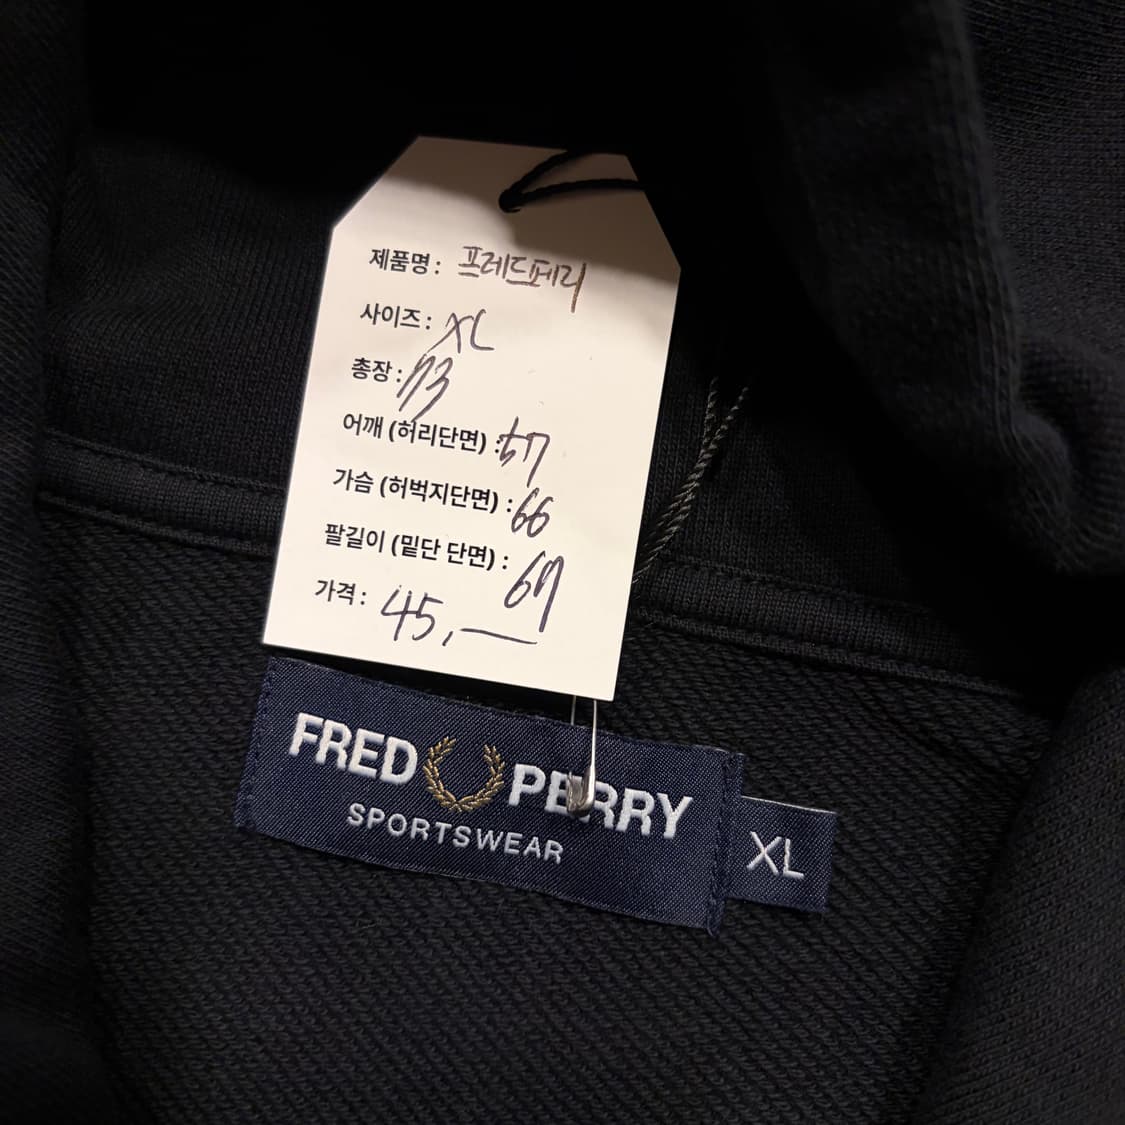 제품명 : 프레드페리
사이즈 : XL
총장 : 73
어깨 (허리단면) : 57
가슴 (허벅지단면) : 66
팔길이 (밑단 단면) : 67
가격 : 45,—
FRED PERRY
SPORTSWEAR
XL